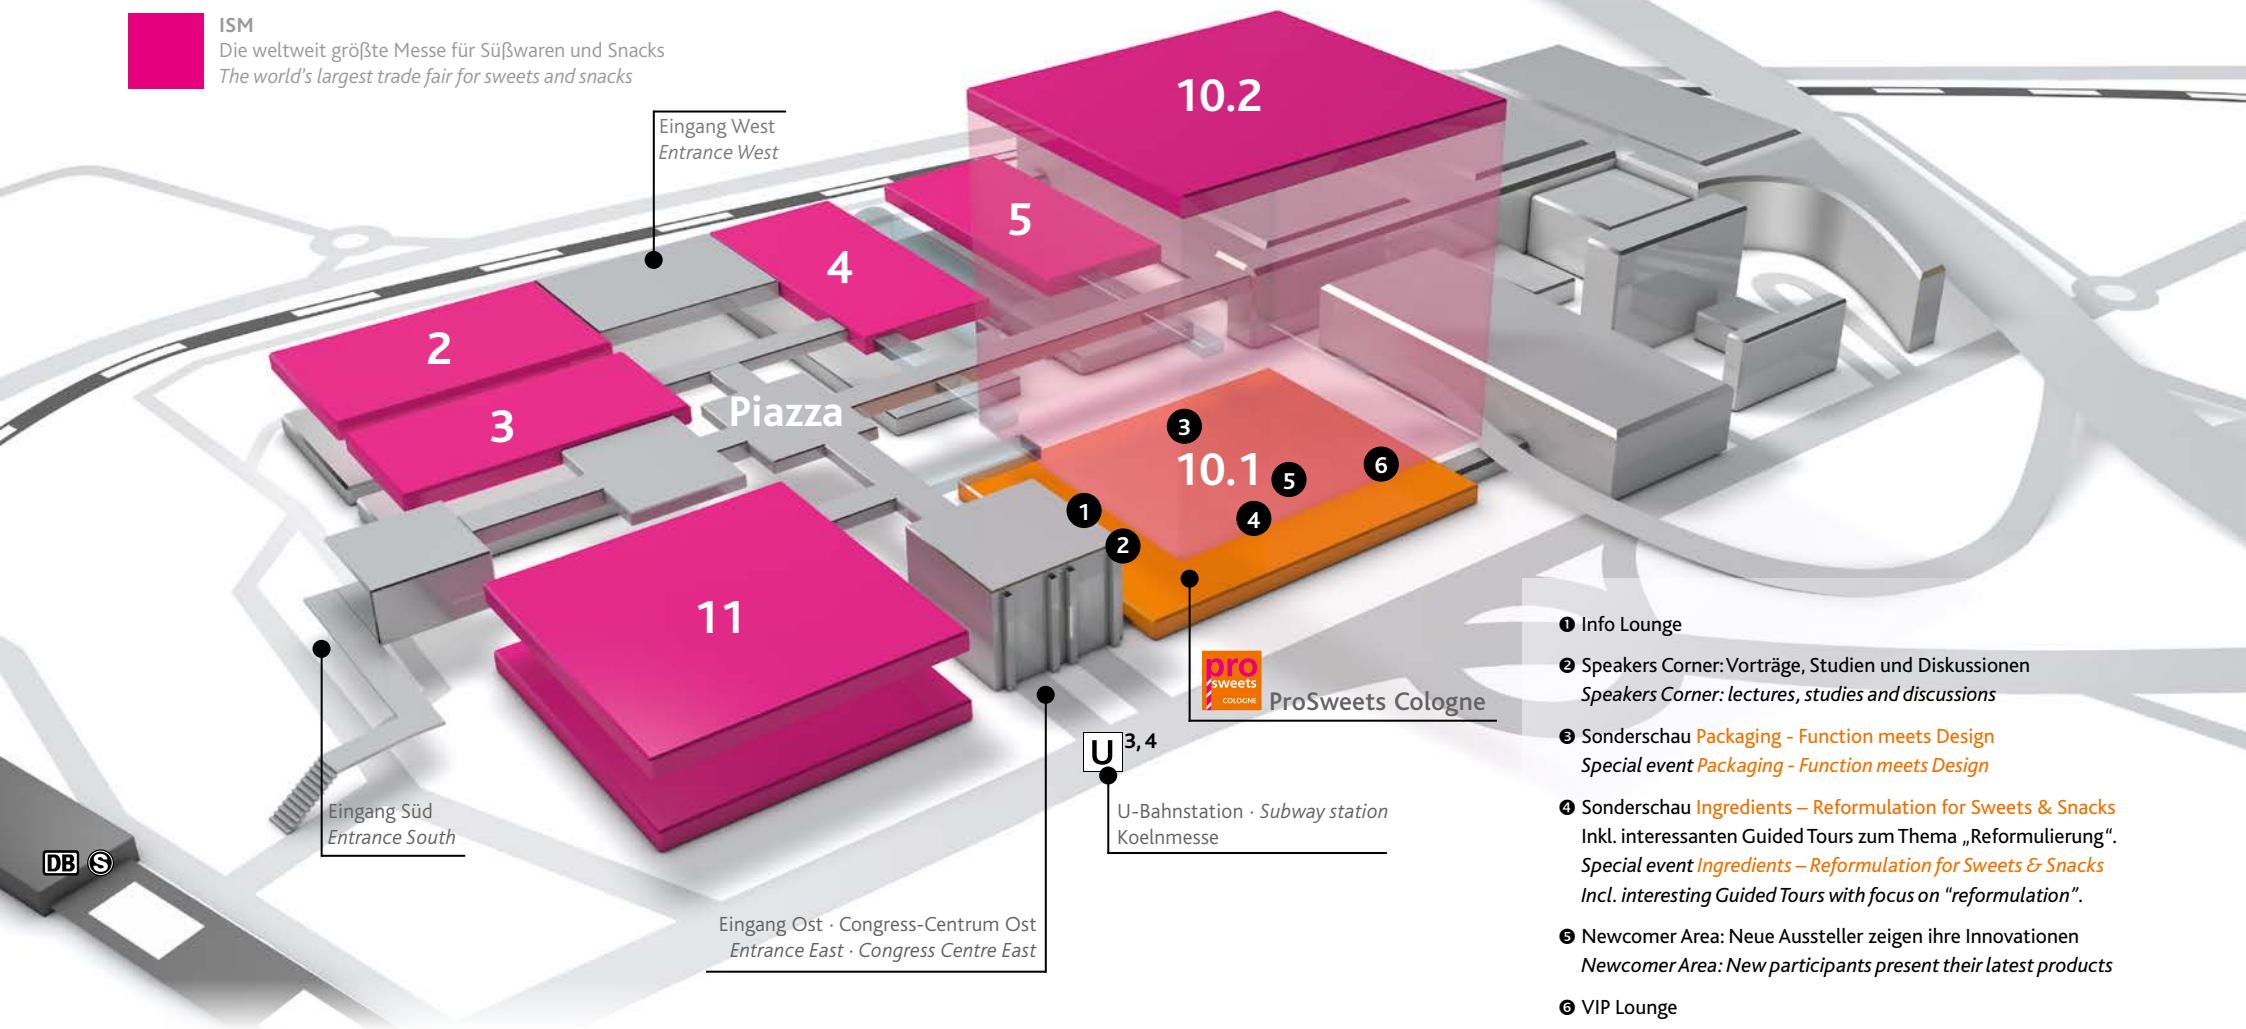 ISM
Die weltweit größte Messe für Süßwaren und Snacks
The world's largest trade fair for sweets and snacks
10.2
Eingang West
Entrance West
5
4
2
3
Piazza
3
10.1
5
6
4
1
2
11
pro
sweets
COLOGNE
ProSweets Cologne
U 3, 4
U-Bahnstation · Subway station
Koelnmesse
Eingang Süd
Entrance South
DB S
Eingang Ost · Congress-Centrum Ost
Entrance East · Congress Centre East
❶ Info Lounge
❷ Speakers Corner: Vorträge, Studien und Diskussionen
Speakers Corner: lectures, studies and discussions
❸ Sonderschau Packaging - Function meets Design
Special event Packaging - Function meets Design
❹ Sonderschau Ingredients – Reformulation for Sweets & Snacks
Inkl. interessanten Guided Tours zum Thema „Reformulierung“.
Special event Ingredients – Reformulation for Sweets & Snacks
Incl. interesting Guided Tours with focus on “reformulation”.
❺ Newcomer Area: Neue Aussteller zeigen ihre Innovationen
Newcomer Area: New participants present their latest products
❻ VIP Lounge